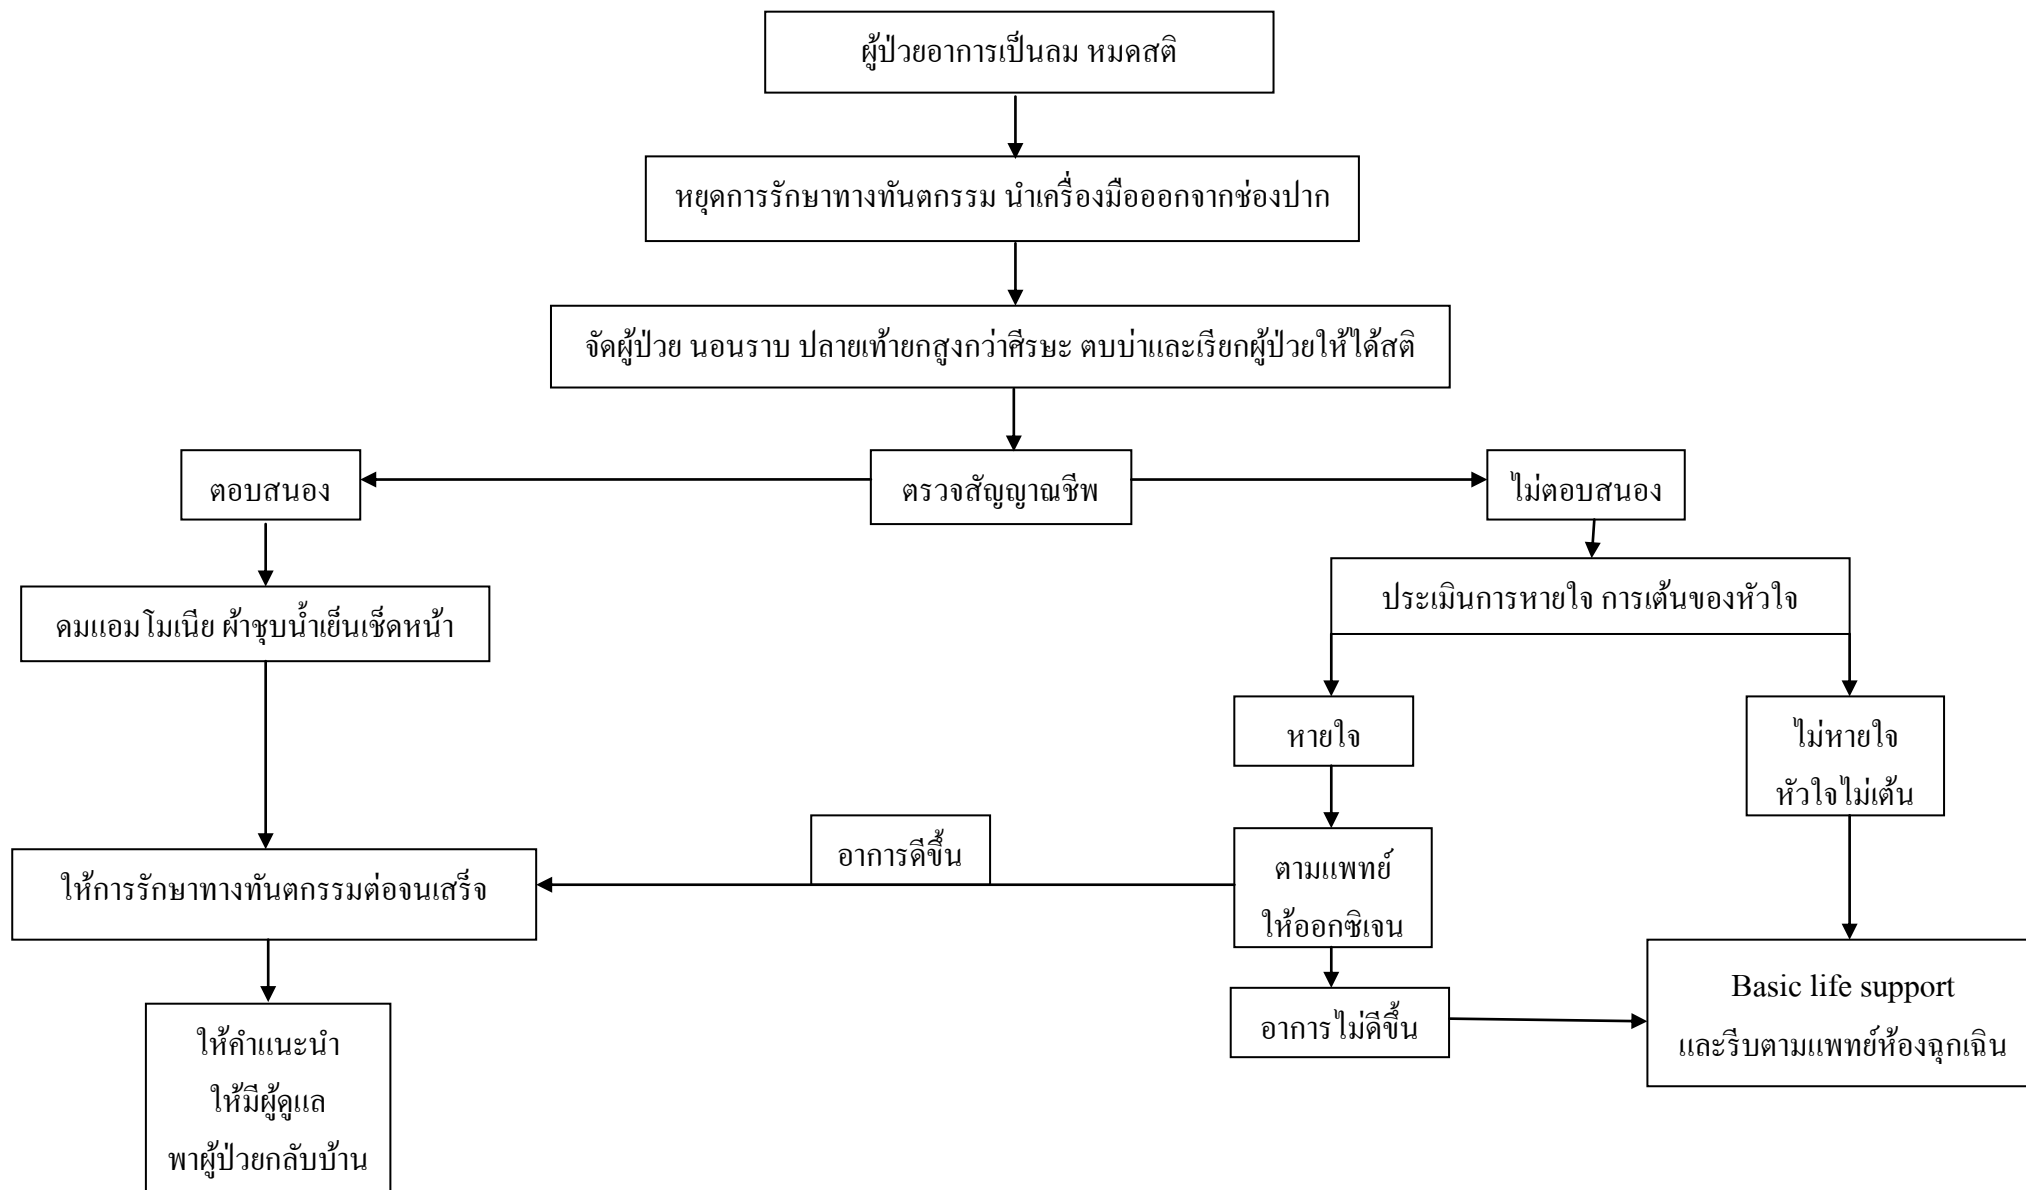 ผู้ป่วยอาการเป็นลม หมดสติ
หยุดการรักษาทางทันตกรรม นำเครื่องมือออกจากช่องปาก
จัดผู้ป่วย นอนราบ ปลายเท้ายกสูงกว่าศีรษะ ตบบ่าและเรียกผู้ป่วยให้ได้สติ
ตอบสนอง
ตรวจสัญญาณชีพ
ไม่ตอบสนอง
ดมแอมโมเนีย ผ้าชุบน้ำเย็นเช็ดหน้า
ประเมินการหายใจ การเต้นของหัวใจ
หายใจ
ไม่หายใจ
หัวใจไม่เต้น
อาการดีขึ้น
ตามแพทย์
ให้ออกซิเจน
ให้การรักษาทางทันตกรรมต่อจนเสร็จ
อาการไม่ดีขึ้น
Basic life support
และรีบตามแพทย์ห้องฉุกเฉิน
ให้คำแนะนำ
ให้มีผู้ดูแล
พาผู้ป่วยกลับบ้าน